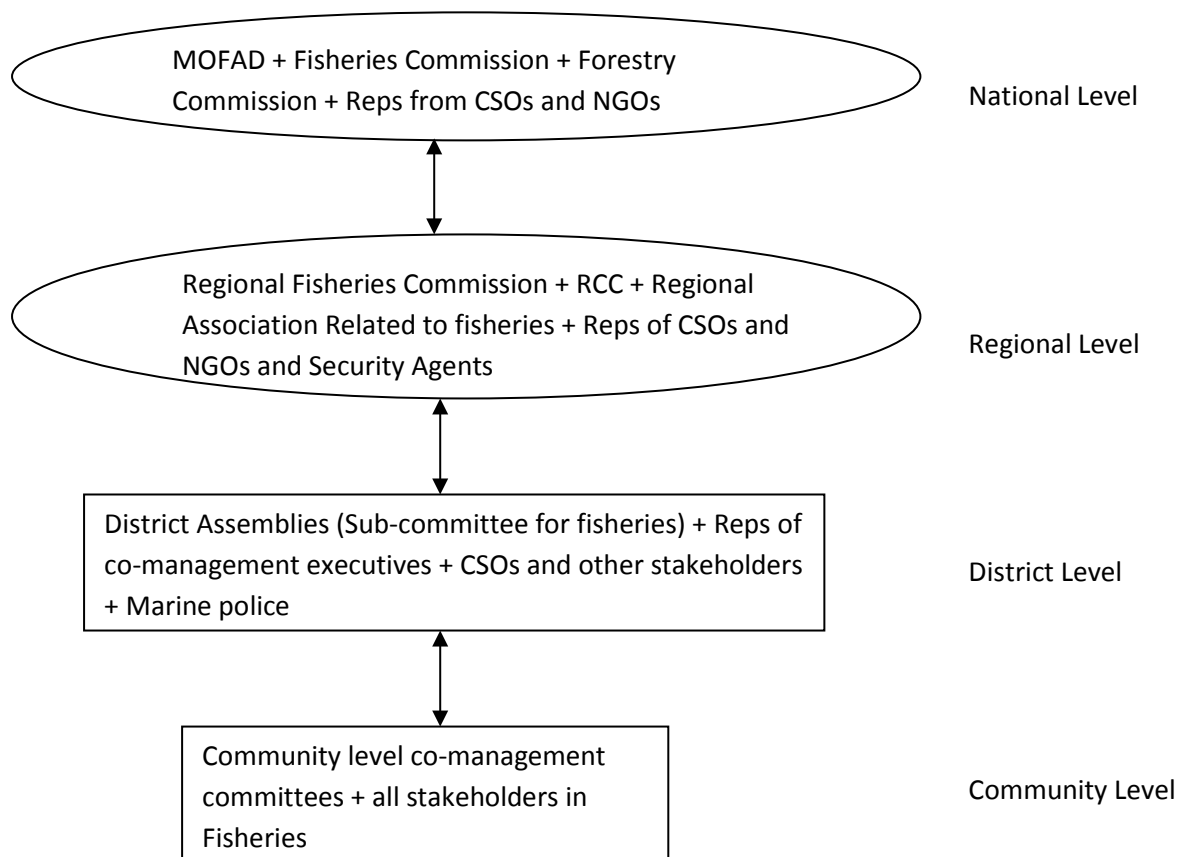 MOFAD + Fisheries Commission + Forestry
Commission + Reps from CSOs and NGOs
National Level
Regional Fisheries Commission + RCC + Regional
Association Related to fisheries + Reps of CSOs and
NGOs and Security Agents
Regional Level
District Assemblies (Sub-committee for fisheries) + Reps of
co-management executives + CSOs and other stakeholders
+ Marine police
District Level
Community level co-management
committees + all stakeholders in
Fisheries
Community Level